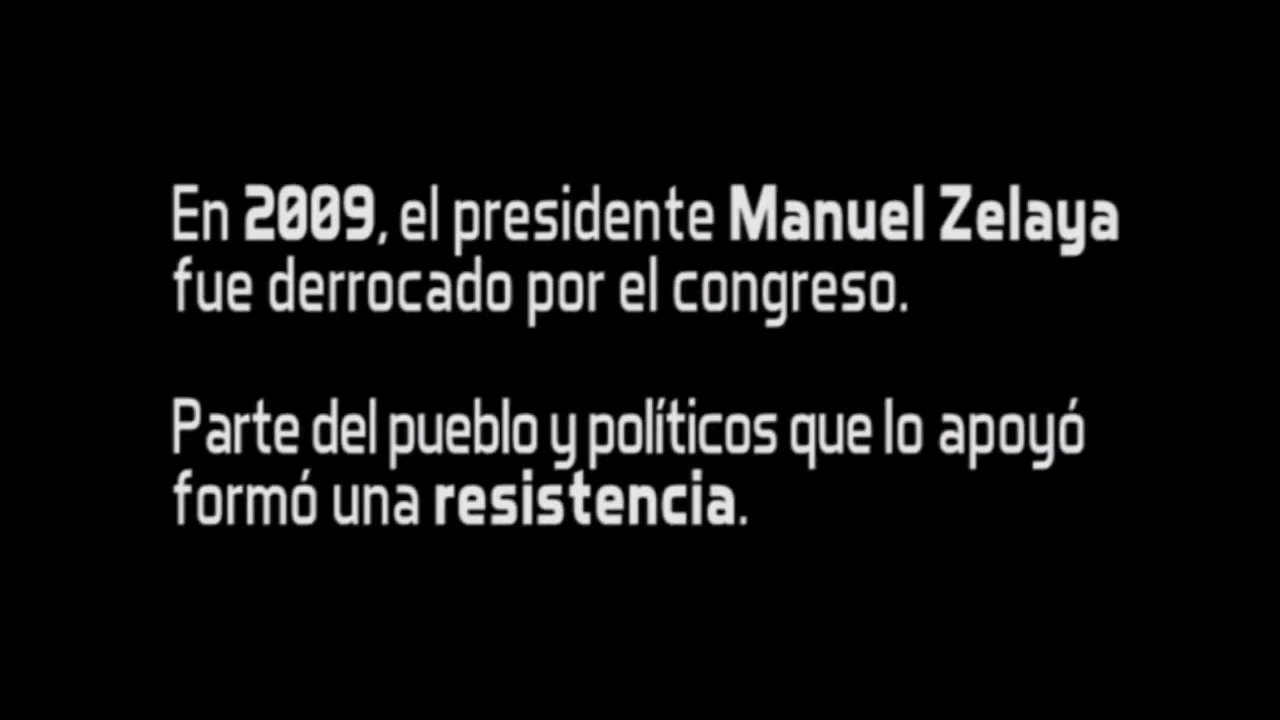 En 2009, el presidente Manuel Zelaya
fue derrocado por el congreso.
Parte del pueblo y políticos que lo apoyó
formó una resistencia.